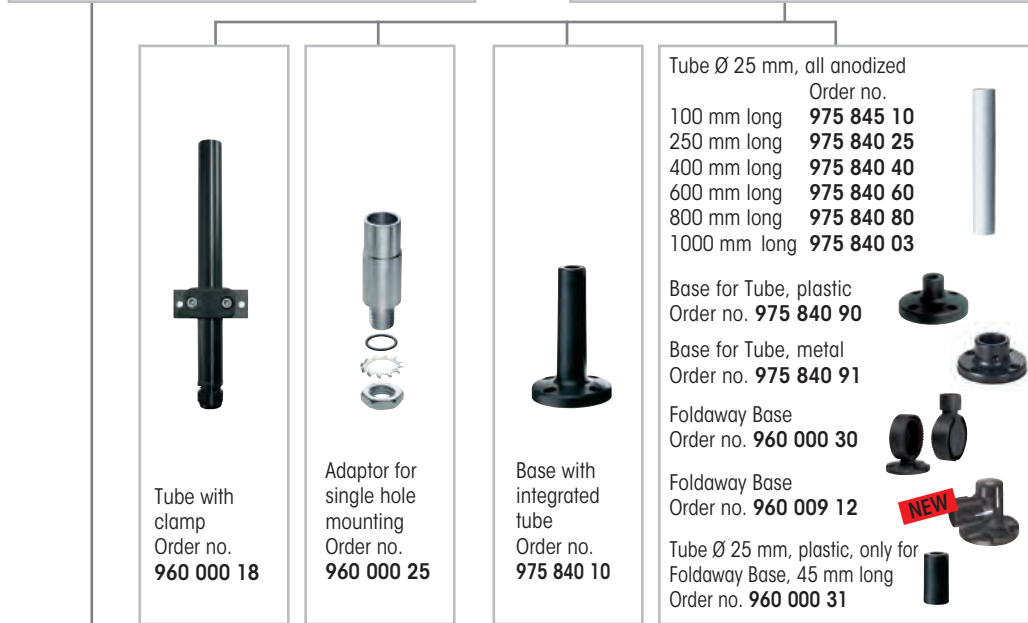 Tube with
clamp
Order no.
960 000 18
Adaptor for
single hole
mounting
Order no.
960 000 25
Base with
integrated
tube
Order no.
975 840 10
Tube Ø 25 mm, all anodized
Order no.
100 mm long 975 845 10
250 mm long 975 840 25
400 mm long 975 840 40
600 mm long 975 840 60
800 mm long 975 840 80
1000 mm long 975 840 03
Base for Tube, plastic
Order no. 975 840 90
Base for Tube, metal
Order no. 975 840 91
Foldaway Base
Order no. 960 000 30
Foldaway Base
Order no. 960 009 12
NEW
Tube Ø 25 mm, plastic, only for
Foldaway Base, 45 mm long
Order no. 960 000 31